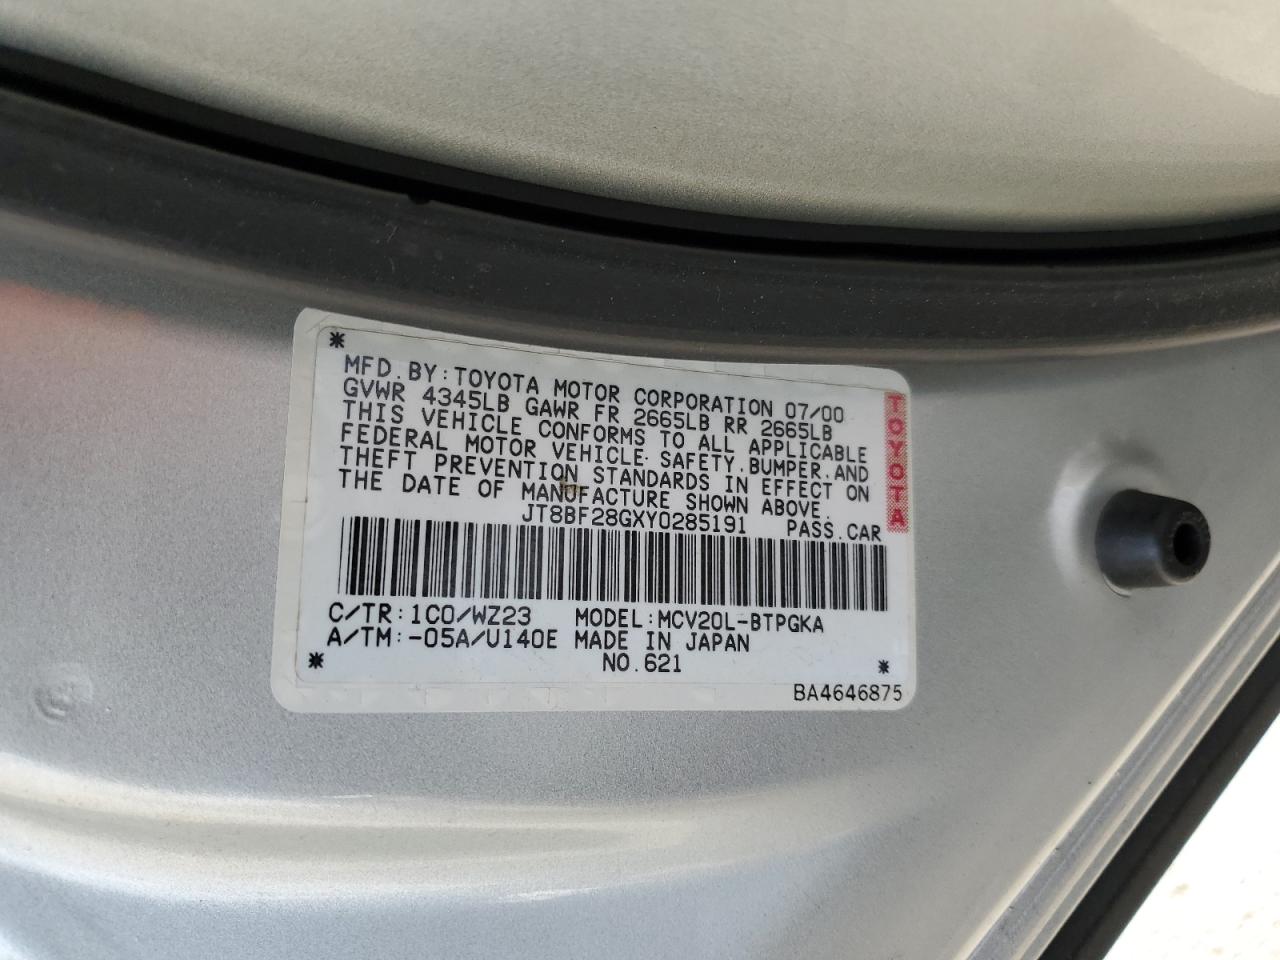 MFD. BY: TOYOTA MOTOR CORPORATION 07/00
GVWR 4345LB GAWR FR 2665LB RR 2665LB
THIS VEHICLE CONFORMS TO ALL APPLICABLE
FEDERAL MOTOR VEHICLE SAFETY, BUMPER, AND
THEFT PREVENTION STANDARDS IN EFFECT ON
THE DATE OF MANUFACTURE SHOWN ABOVE.
JT8BF28GXY0285191 PASS. CAR
TOYOTA
C/TR: 1C0/WZ23 MODEL: MCV20L-BTPGKA
A/TM: -05A/U140E MADE IN JAPAN
NO. 621
BA4646875